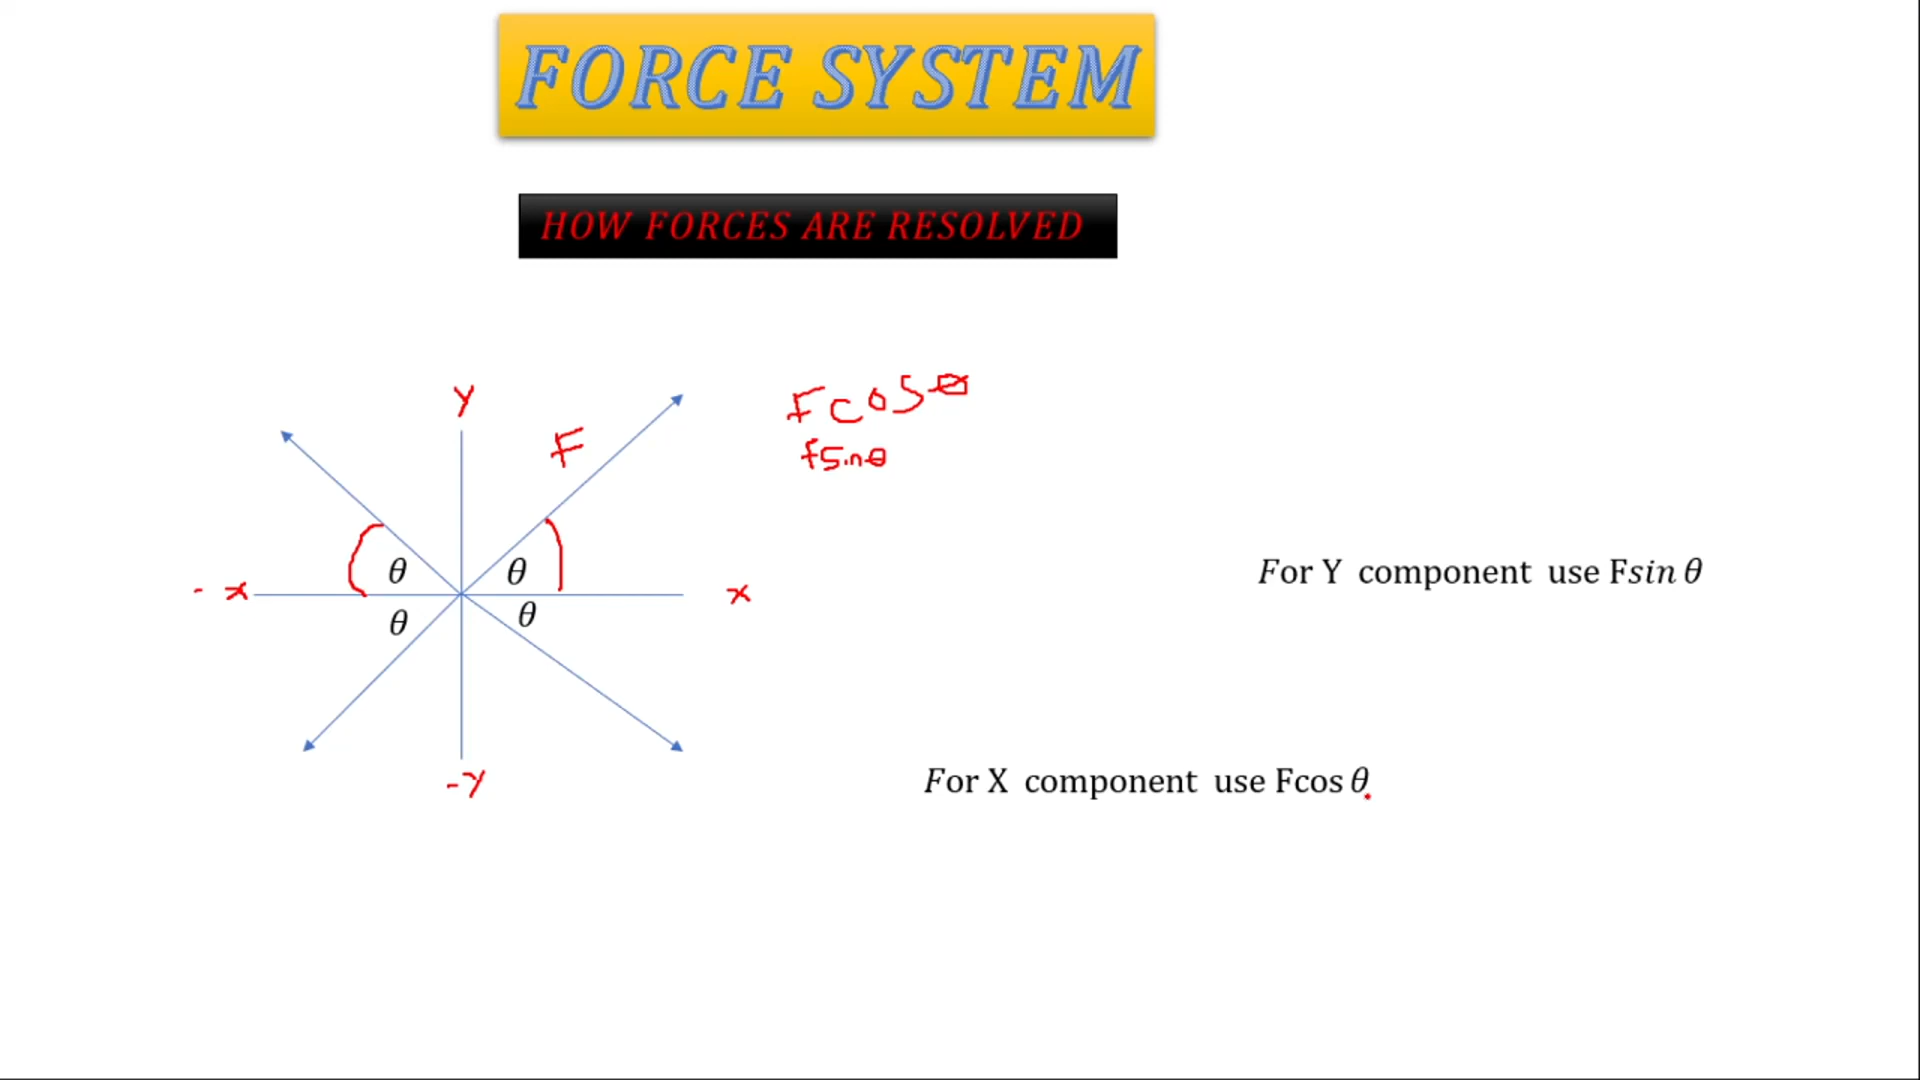 FORCE SYSTEM
HOW FORCES ARE RESOLVED
Y
F
Fcosθ
fsinθ
θ θ
- x
x
θ θ
-Y
For Y component use Fsin θ
For X component use Fcos θ